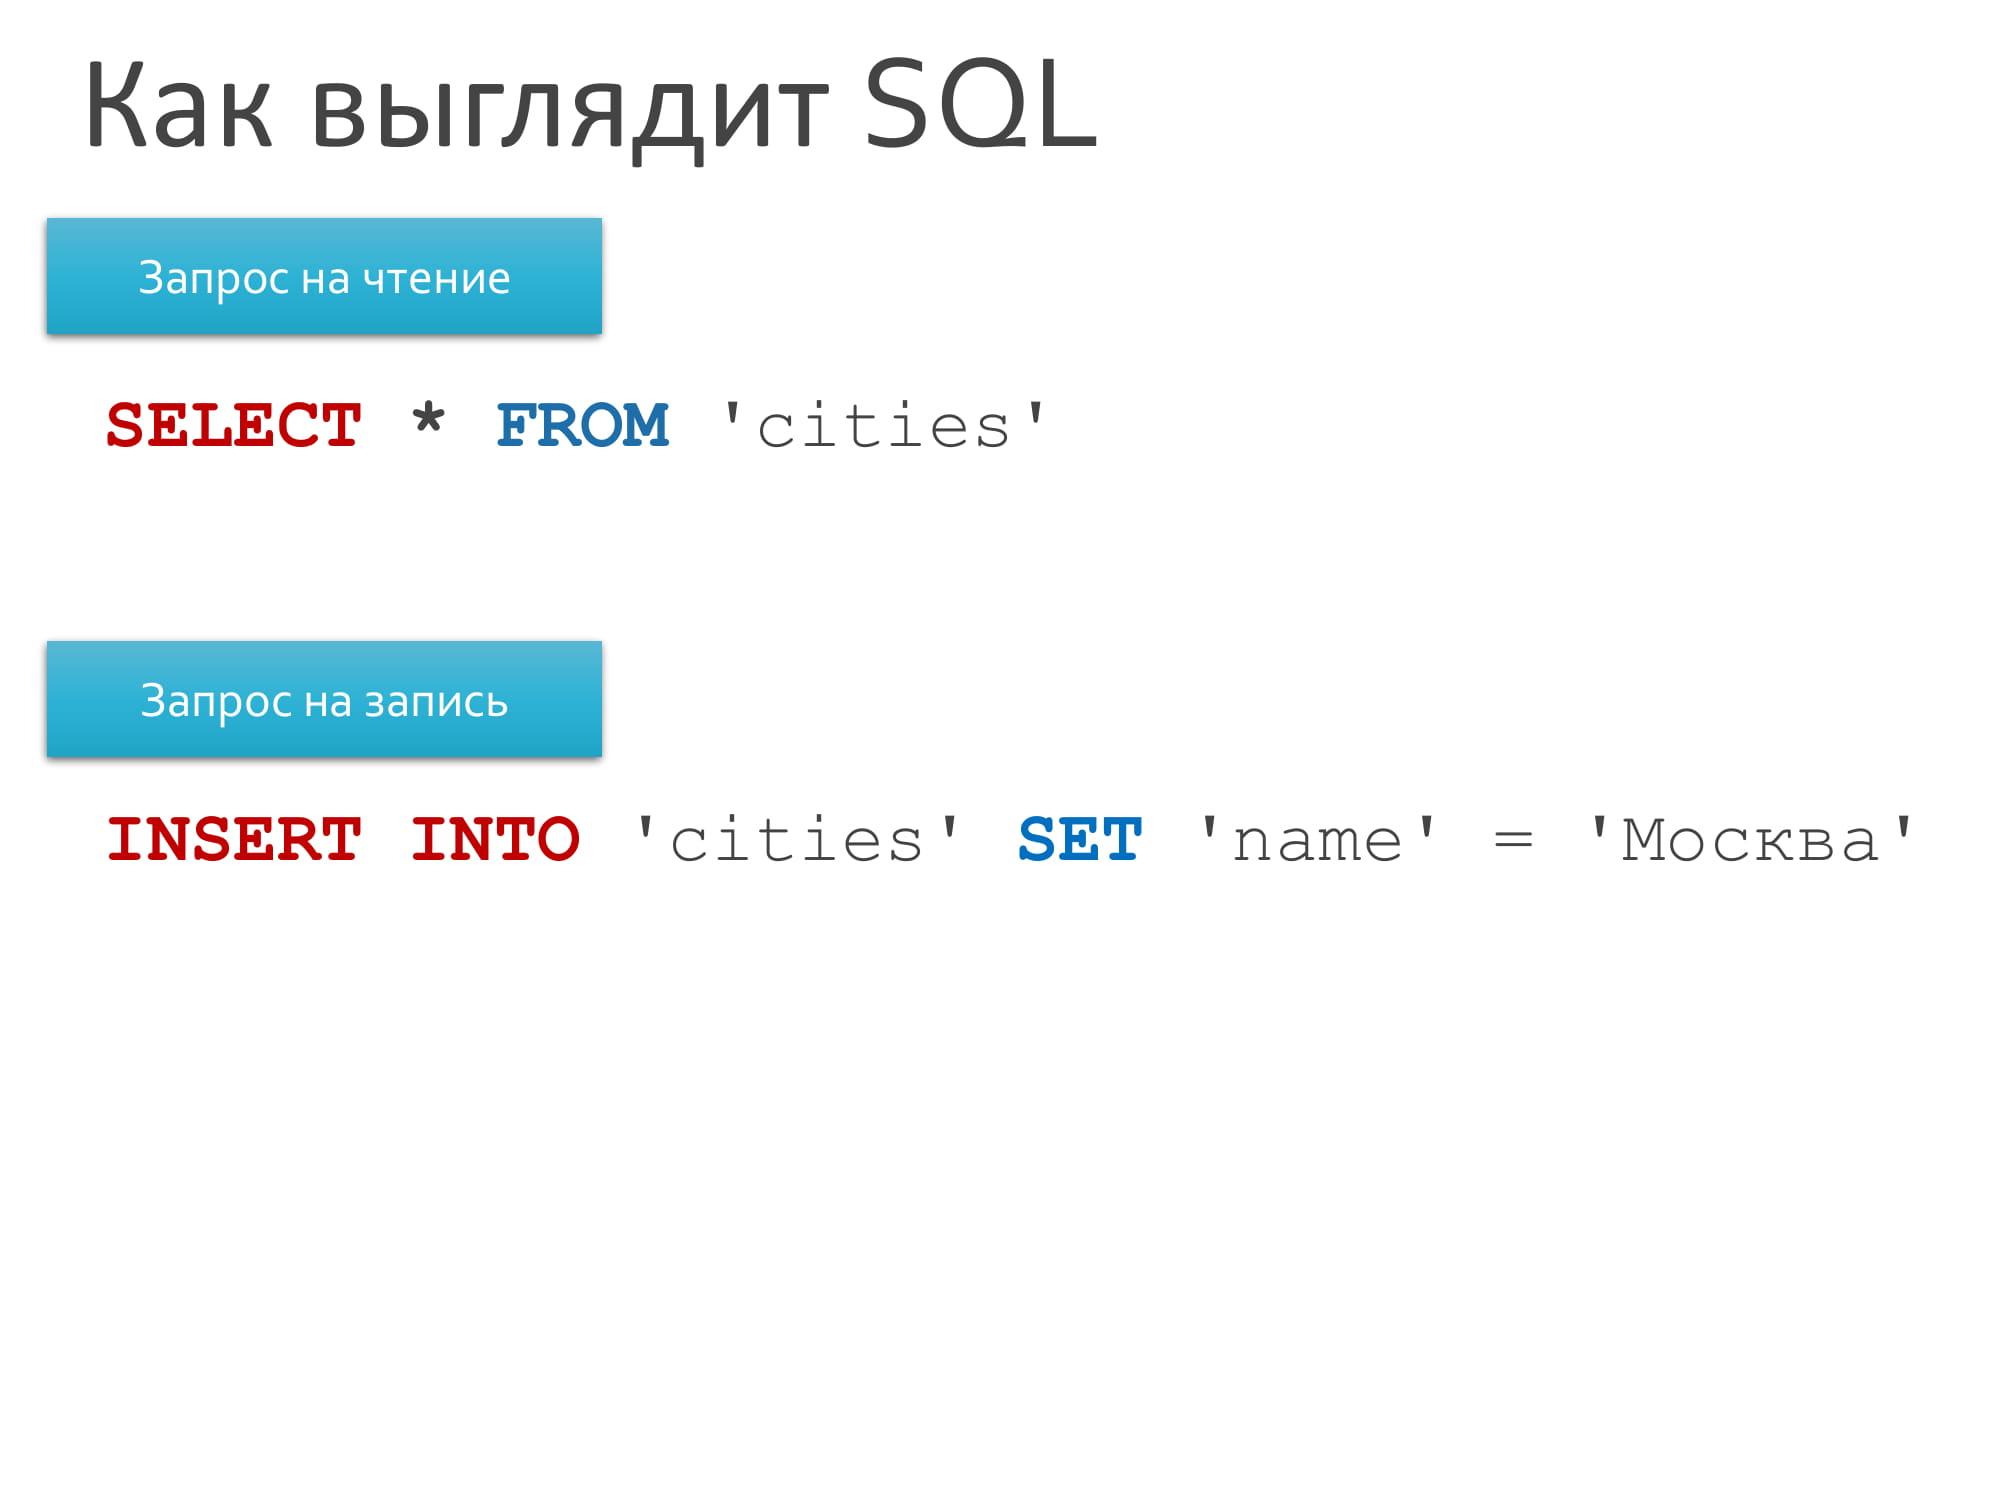 Как выглядит SQL
Запрос на чтение
SELECT * FROM 'cities'
Запрос на запись
INSERT INTO 'cities' SET 'name' = 'Москва'